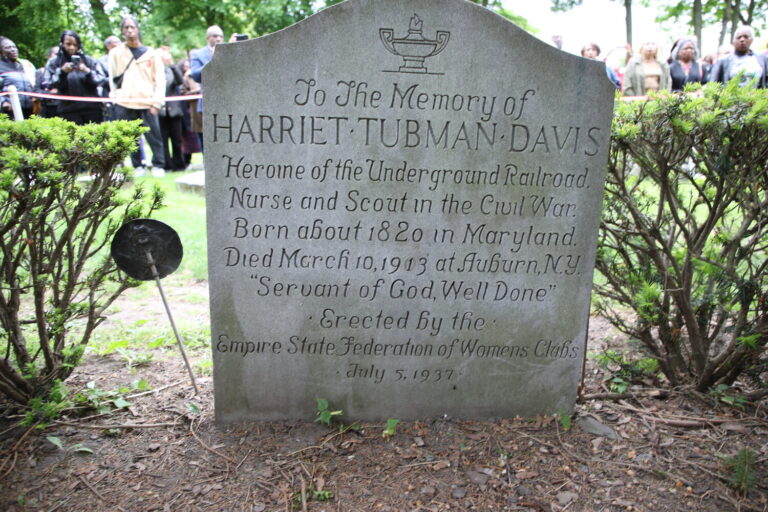 To The Memory of
HARRIET·TUBMAN·DAVIS
Heroine of the Underground Railroad.
Nurse and Scout in the Civil War.
Born about 1820 in Maryland.
Died March 10, 1913 at Auburn, N.Y.
"Servant of God, Well Done"
·Erected by the·
Empire State Federation of Womens Clubs
·July 5, 1937·